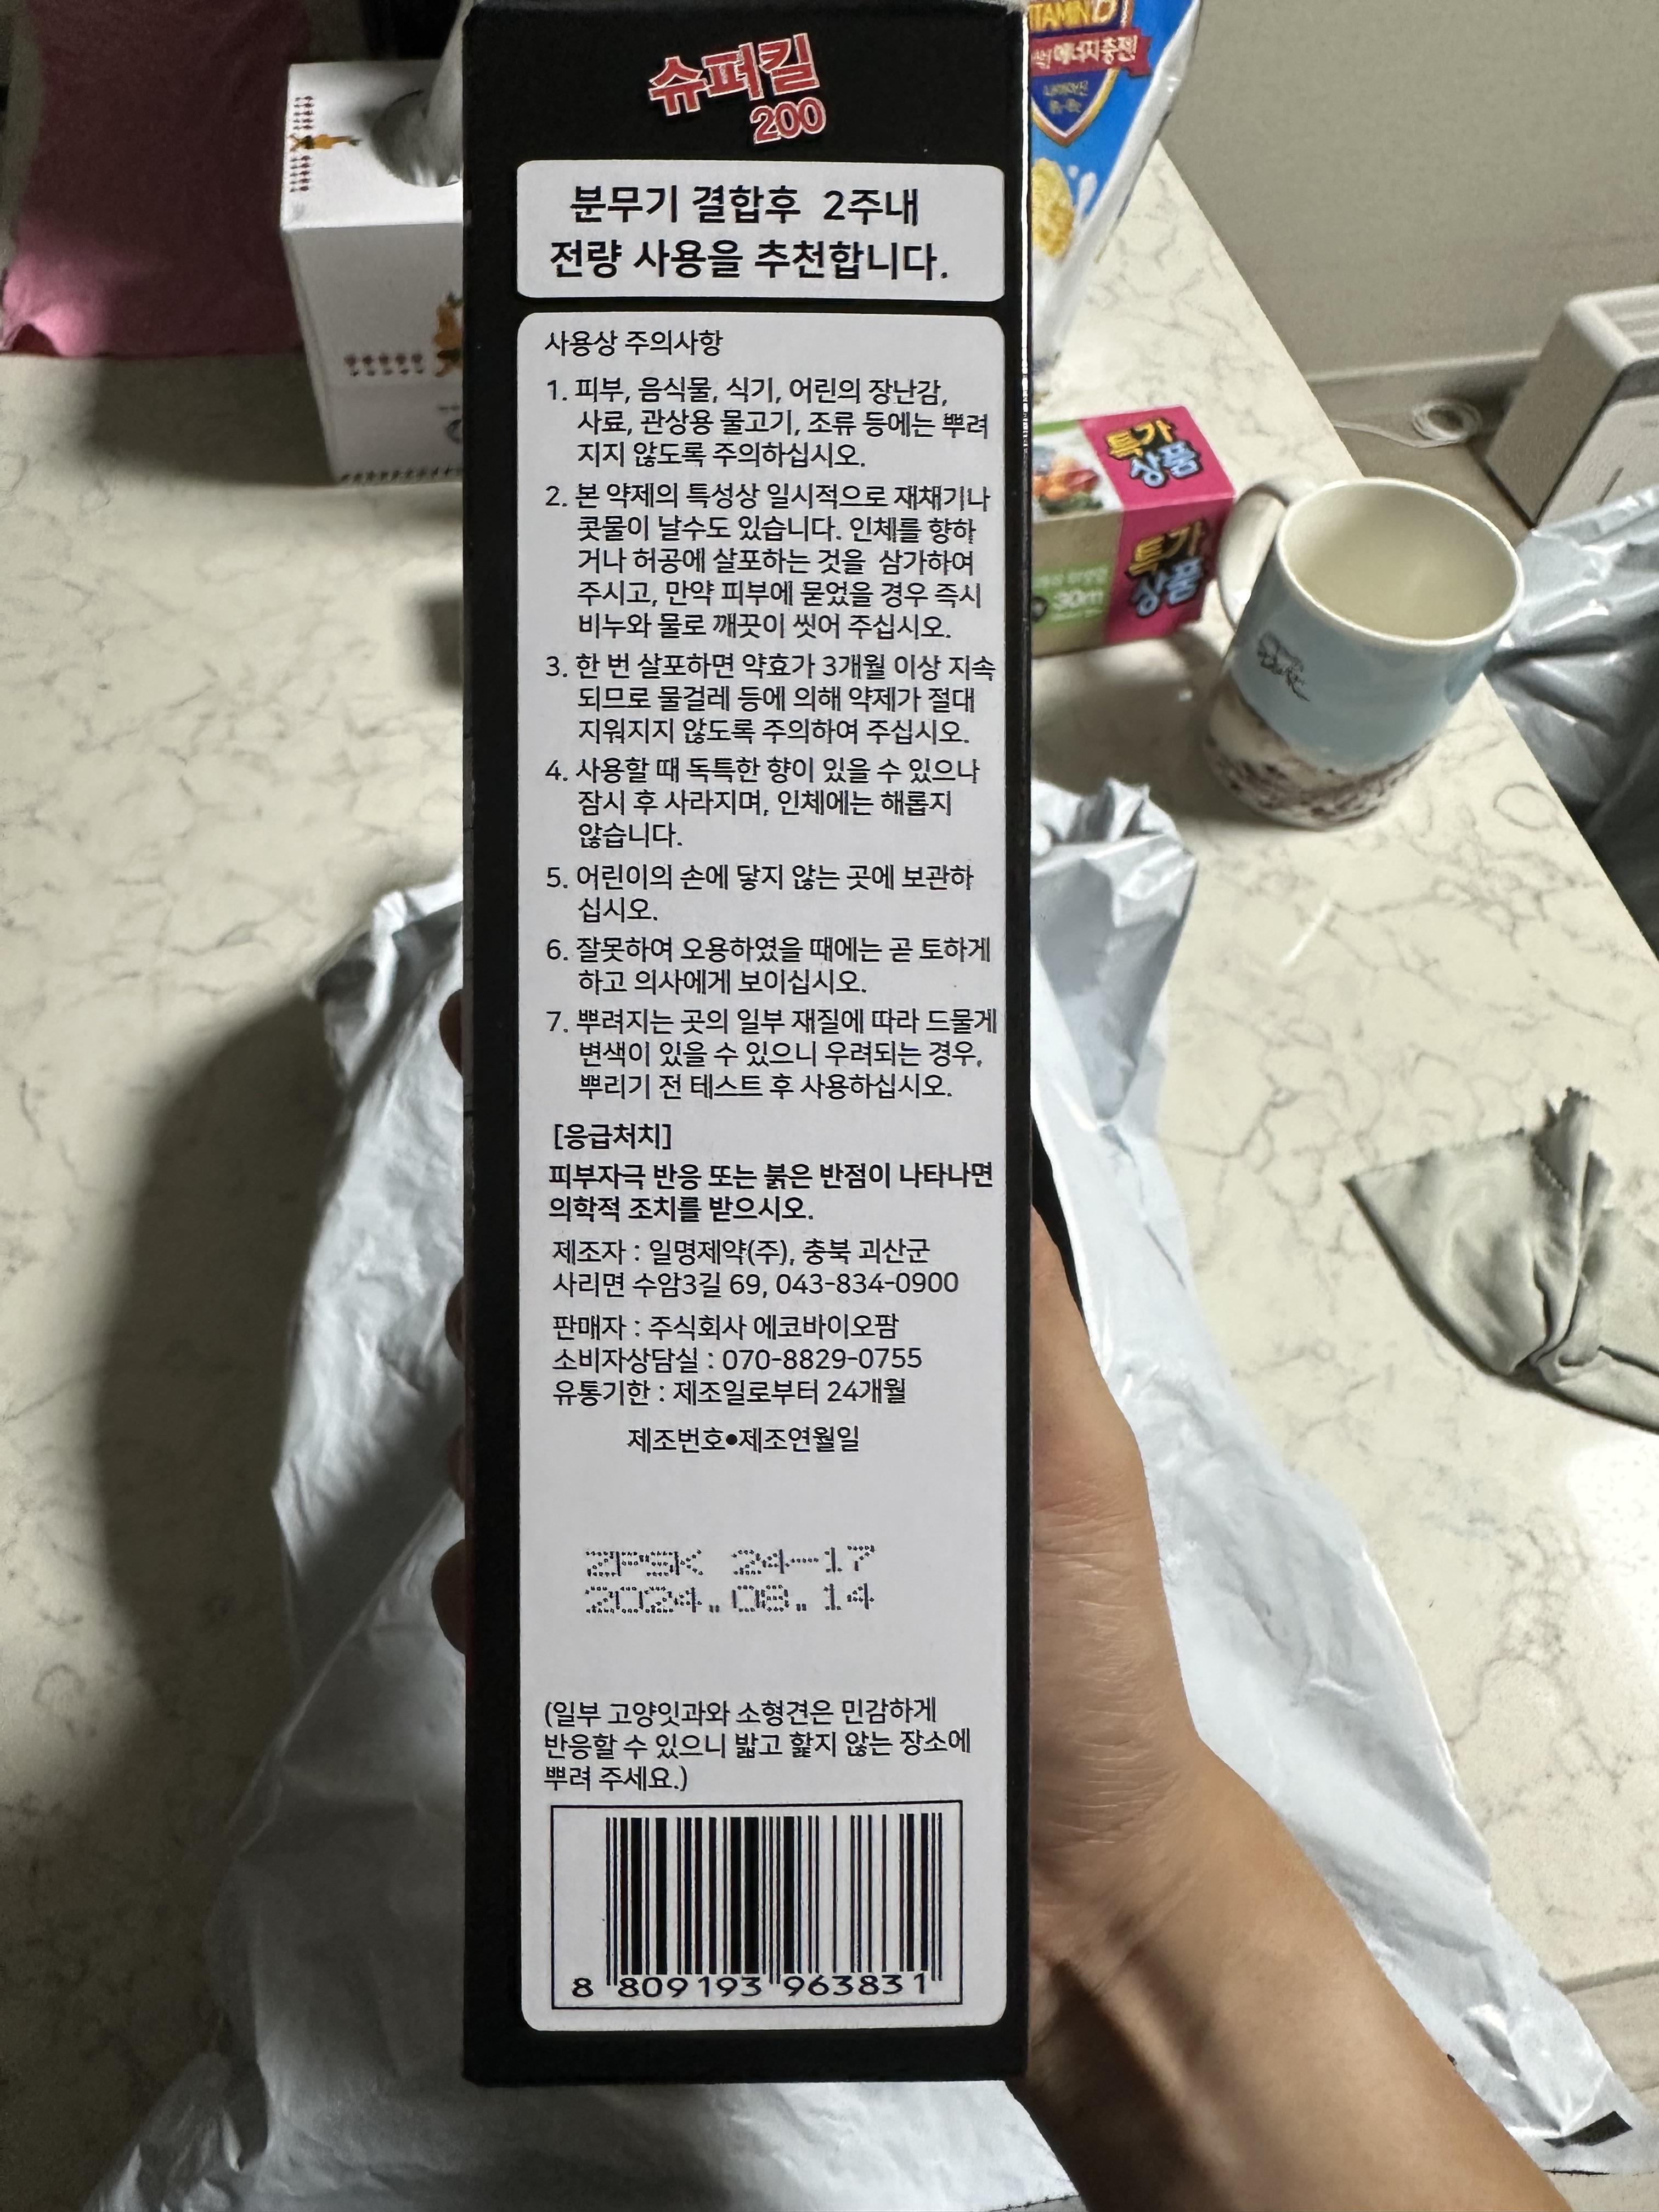 슈퍼킬
200
분무기 결합후 2주내
전량 사용을 추천합니다.
사용상 주의사항
1. 피부, 음식물, 식기, 어린의 장난감,
사료, 관상용 물고기, 조류 등에는 뿌려
지지 않도록 주의하십시오.
2. 본 약제의 특성상 일시적으로 재채기나
콧물이 날수도 있습니다. 인체를 향하
거나 허공에 살포하는 것을 삼가하여
주시고, 만약 피부에 묻었을 경우 즉시
비누와 물로 깨끗이 씻어 주십시오.
3. 한 번 살포하면 약효가 3개월 이상 지속
되므로 물걸레 등에 의해 약제가 절대
지워지지 않도록 주의하여 주십시오.
4. 사용할 때 독특한 향이 있을 수 있으나
잠시 후 사라지며, 인체에는 해롭지
않습니다.
5. 어린이의 손에 닿지 않는 곳에 보관하
십시오.
6. 잘못하여 오용하였을 때에는 곧 토하게
하고 의사에게 보이십시오.
7. 뿌려지는 곳의 일부 재질에 따라 드물게
변색이 있을 수 있으니 우려되는 경우,
뿌리기 전 테스트 후 사용하십시오.
[응급처치]
피부자극 반응 또는 붉은 반점이 나타나면
의학적 조치를 받으시오.
제조자 : 일명제약(주), 충북 괴산군
사리면 수암3길 69, 043-834-0900
판매자 : 주식회사 에코바이오팜
소비자상담실 : 070-8829-0755
유통기한 : 제조일로부터 24개월
제조번호•제조연월일
ZPSK 24-17
2024.08.14
(일부 고양잇과와 소형견은 민감하게
반응할 수 있으니 밟고 핥지 않는 장소에
뿌려 주세요.)
8 809193 963831
에너지충전
특가
상품
특가
상품
30m